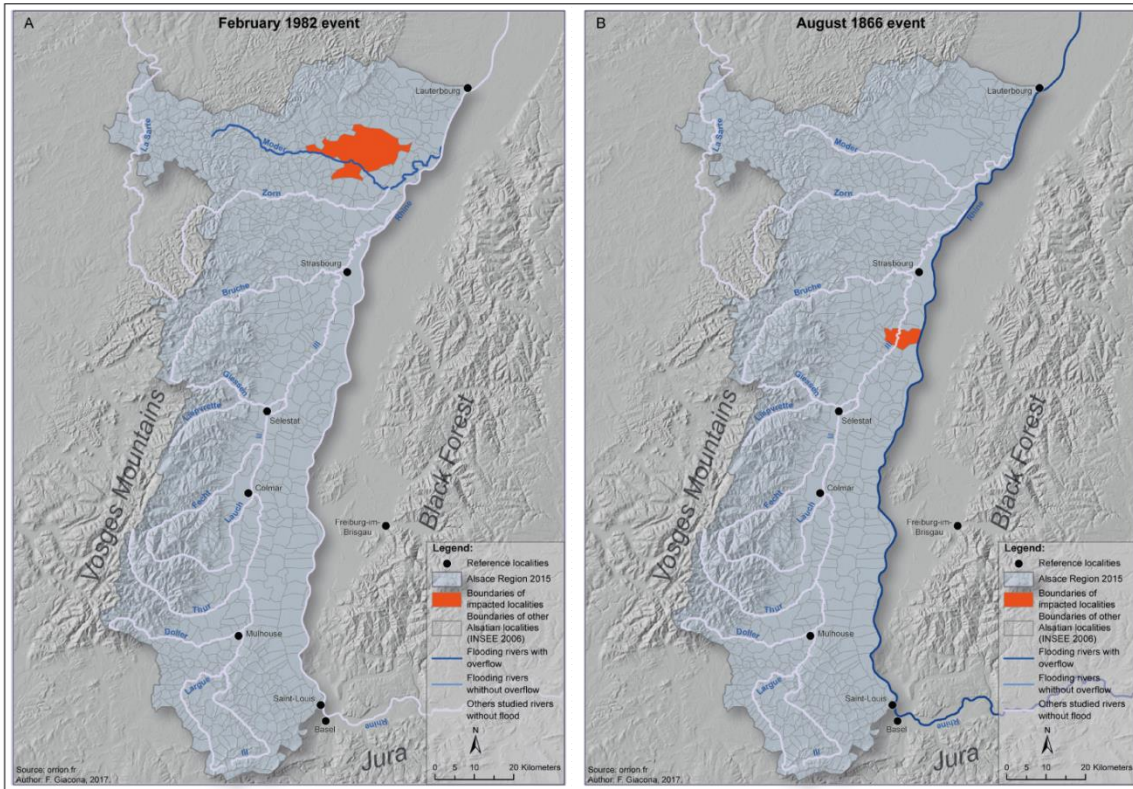 A
February 1982 event
Lauterbourg
La Sarre
Moder
Zorn
Rhine
Strasbourg
Bruche
Ill
Giessen
Liepvrette
Sélestat
Ill
Vosges Mountains
Black Forest
Fecht
Lauch
Colmar
Freiburg-im-
Brisgau
Thur
Doller
Mulhouse
Largue
Saint-Louis
Basel
Rhine
Ill
Jura
Legend:
Reference localities
Alsace Region 2015
Boundaries of
impacted localities
Boundaries of other
Alsatian localities
(INSEE 2006)
Flooding rivers with
overflow
Flooding rivers
whithout overflow
Others studied rivers
without flood
N
0 5 10 20 Kilometers
Source: orrion.fr
Author: F. Giacona, 2017.
B
August 1866 event
Lauterbourg
La Sarre
Moder
Zorn
Rhine
Strasbourg
Bruche
Ill
Giessen
Liepvrette
Sélestat
Ill
Vosges Mountains
Black Forest
Fecht
Lauch
Colmar
Freiburg-im-
Brisgau
Thur
Doller
Mulhouse
Largue
Saint-Louis
Basel
Rhine
Ill
Jura
Legend:
Reference localities
Alsace Region 2015
Boundaries of
impacted localities
Boundaries of other
Alsatian localities
(INSEE 2006)
Flooding rivers with
overflow
Flooding rivers
whithout overflow
Others studied rivers
without flood
N
0 5 10 20 Kilometers
Source: orrion.fr
Author: F. Giacona, 2017.